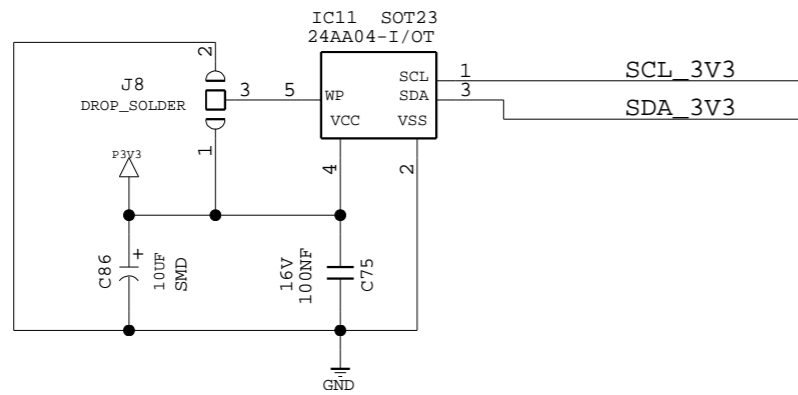 IC11 SOT23
24AA04-I/OT
2
J8
DROP_SOLDER
3
5
WP
SCL
1
SCL_3V3
SDA
3
SDA_3V3
VCC
VSS
1
P3V3
4
2
C86
+
10UF
SMD
16V
100NF
C75
GND